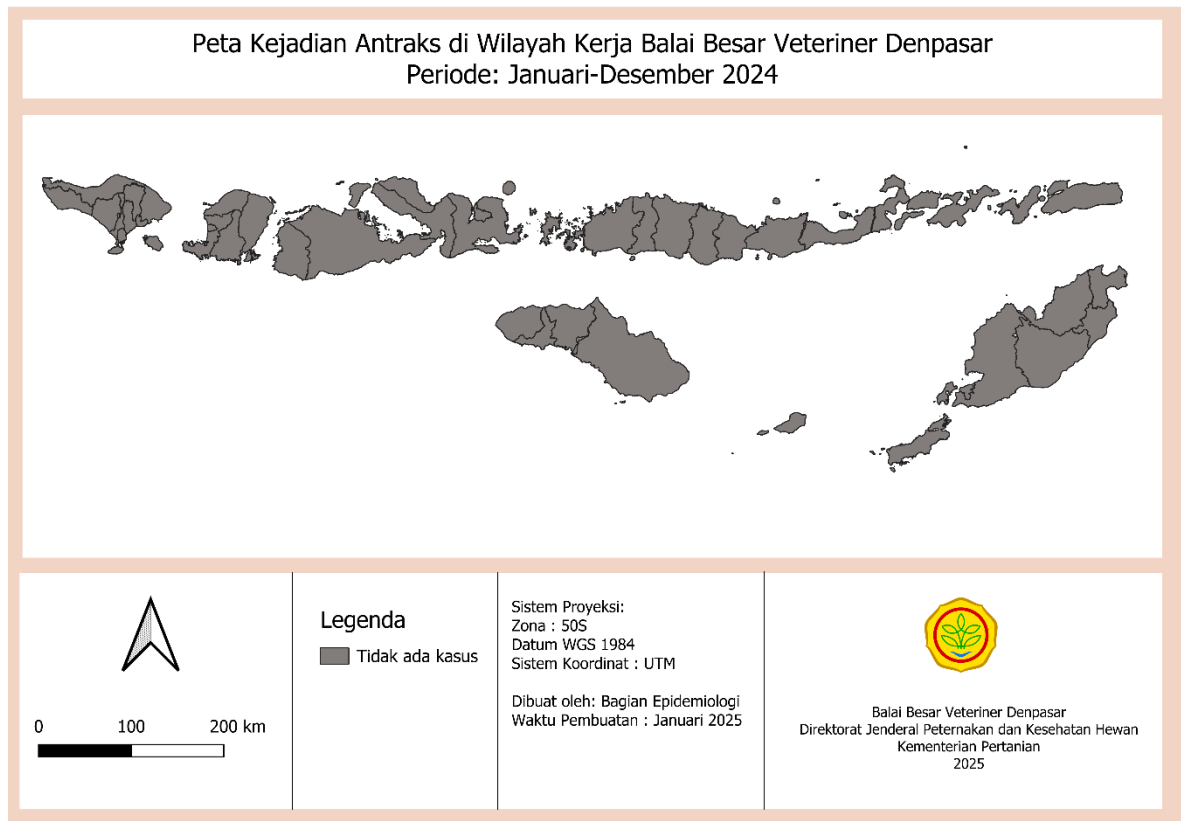 Peta Kejadian Antraks di Wilayah Kerja Balai Besar Veteriner Denpasar
Periode: Januari-Desember 2024
0 100 200 km
Legenda
Tidak ada kasus
Sistem Proyeksi:
Zona : 50S
Datum WGS 1984
Sistem Koordinat : UTM
Dibuat oleh: Bagian Epidemiologi
Waktu Pembuatan : Januari 2025
Balai Besar Veteriner Denpasar
Direktorat Jenderal Peternakan dan Kesehatan Hewan
Kementerian Pertanian
2025